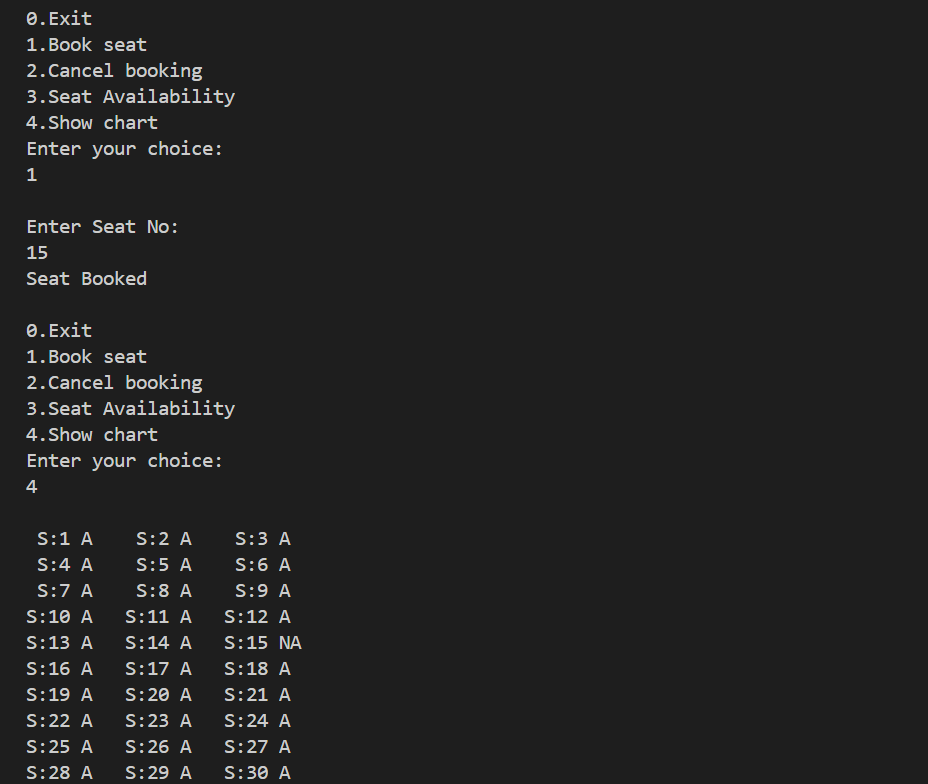 0.Exit
1.Book seat
2.Cancel booking
3.Seat Availability
4.Show chart
Enter your choice:
1
Enter Seat No:
15
Seat Booked
0.Exit
1.Book seat
2.Cancel booking
3.Seat Availability
4.Show chart
Enter your choice:
4
S:1 A    S:2 A    S:3 A
S:4 A    S:5 A    S:6 A
S:7 A    S:8 A    S:9 A
S:10 A   S:11 A   S:12 A
S:13 A   S:14 A   S:15 NA
S:16 A   S:17 A   S:18 A
S:19 A   S:20 A   S:21 A
S:22 A   S:23 A   S:24 A
S:25 A   S:26 A   S:27 A
S:28 A   S:29 A   S:30 A